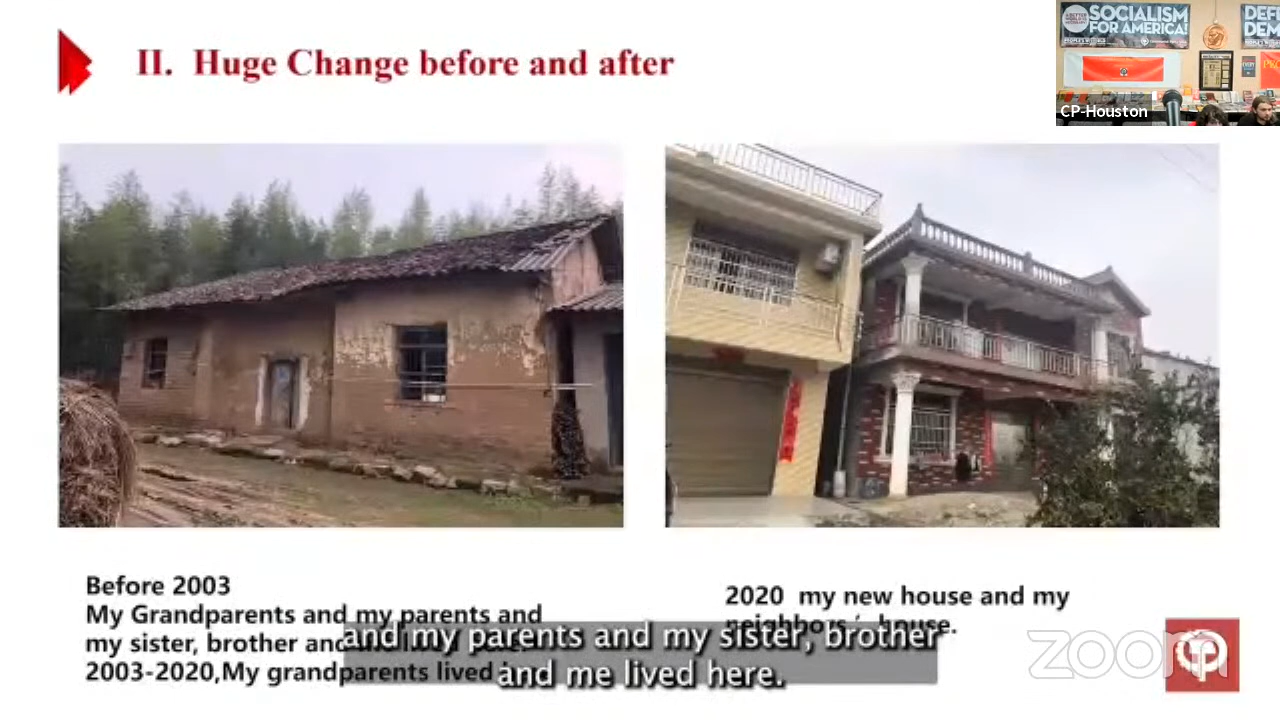 II. Huge Change before and after
SOCIALISM
FOR AMERICA!
CP-Houston
Before 2003
My Grandparents and my parents and
my sister, brother and
2003-2020,My grandparents lived
2020 my new house and my
neighbors' house.
and my parents and my sister, brother
and me lived here.
zoom